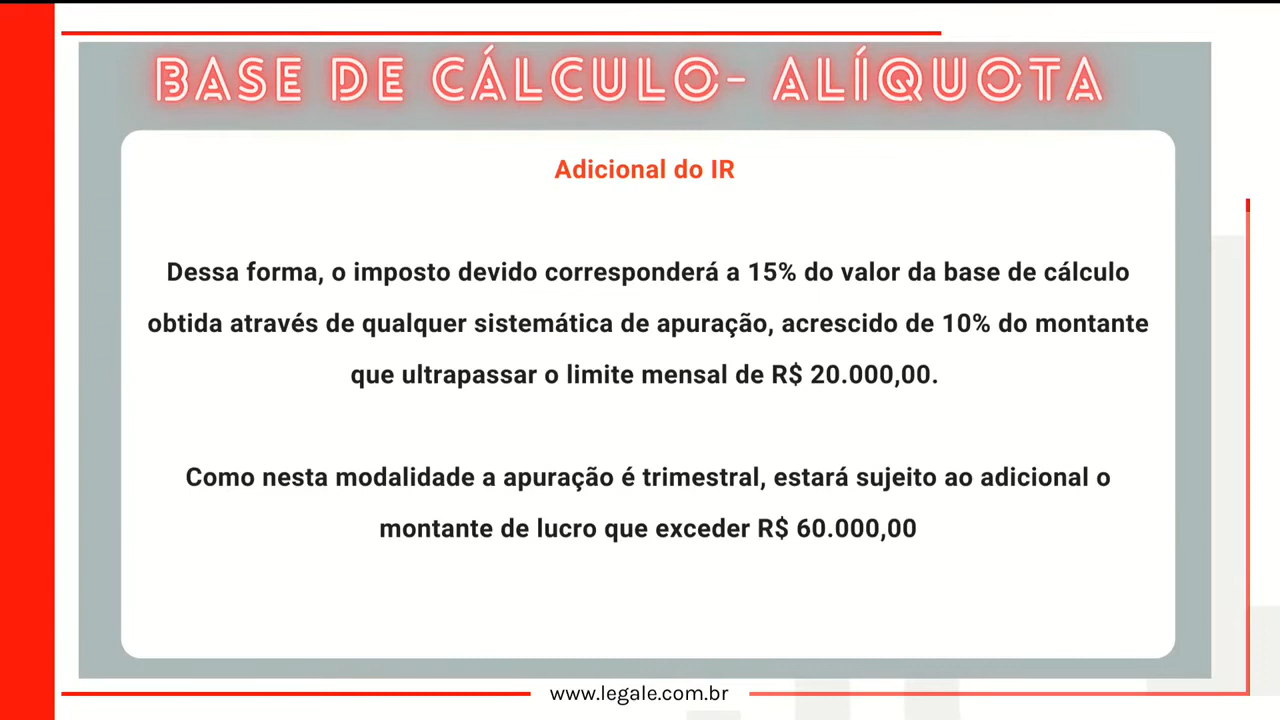 BASE DE CÁLCULO- ALÍQUOTA
Adicional do IR
Dessa forma, o imposto devido corresponderá a 15% do valor da base de cálculo
obtida através de qualquer sistemática de apuração, acrescido de 10% do montante
que ultrapassar o limite mensal de R$ 20.000,00.
Como nesta modalidade a apuração é trimestral, estará sujeito ao adicional o
montante de lucro que exceder R$ 60.000,00
www.legale.com.br